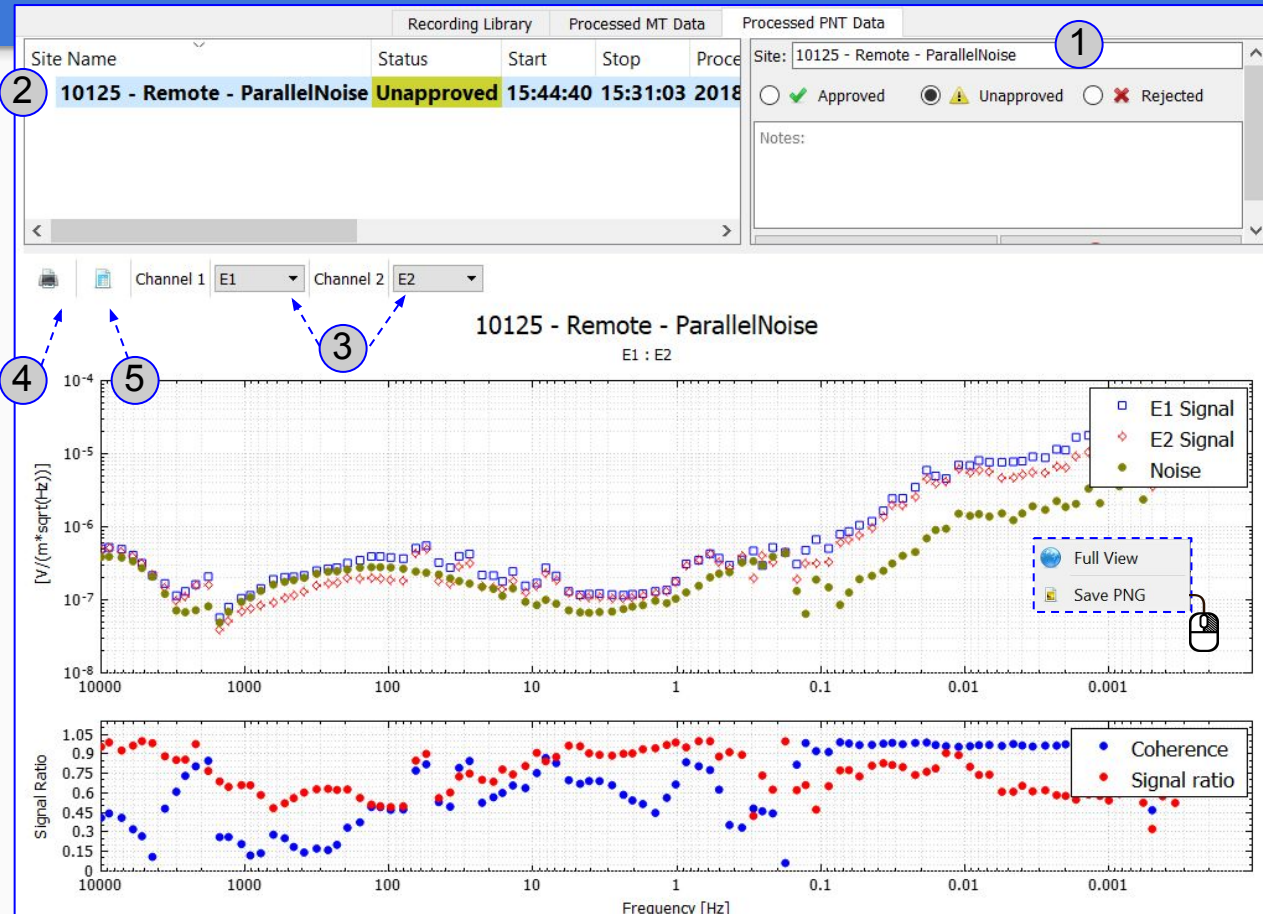 Recording Library Processed MT Data Processed PNT Data
1
Site Name Status Start Stop Proce
2 10125 - Remote - ParallelNoise Unapproved 15:44:40 15:31:03 2018
Site: 10125 - Remote - ParallelNoise
Approved Unapproved Rejected
Notes:
Channel 1 E1 Channel 2 E2
3
4
5
10125 - Remote - ParallelNoise
E1 : E2
[V/(m*sqrt(Hz))]
10-4
10-5
10-6
10-7
10-8
E1 Signal
E2 Signal
Noise
Full View
Save PNG
10000 1000 100 10 1 0.1 0.01 0.001
Signal Ratio
1.05
0.9
0.75
0.6
0.45
0.3
0.15
0
Coherence
Signal ratio
10000 1000 100 10 1 0.1 0.01 0.001
Frequency [Hz]